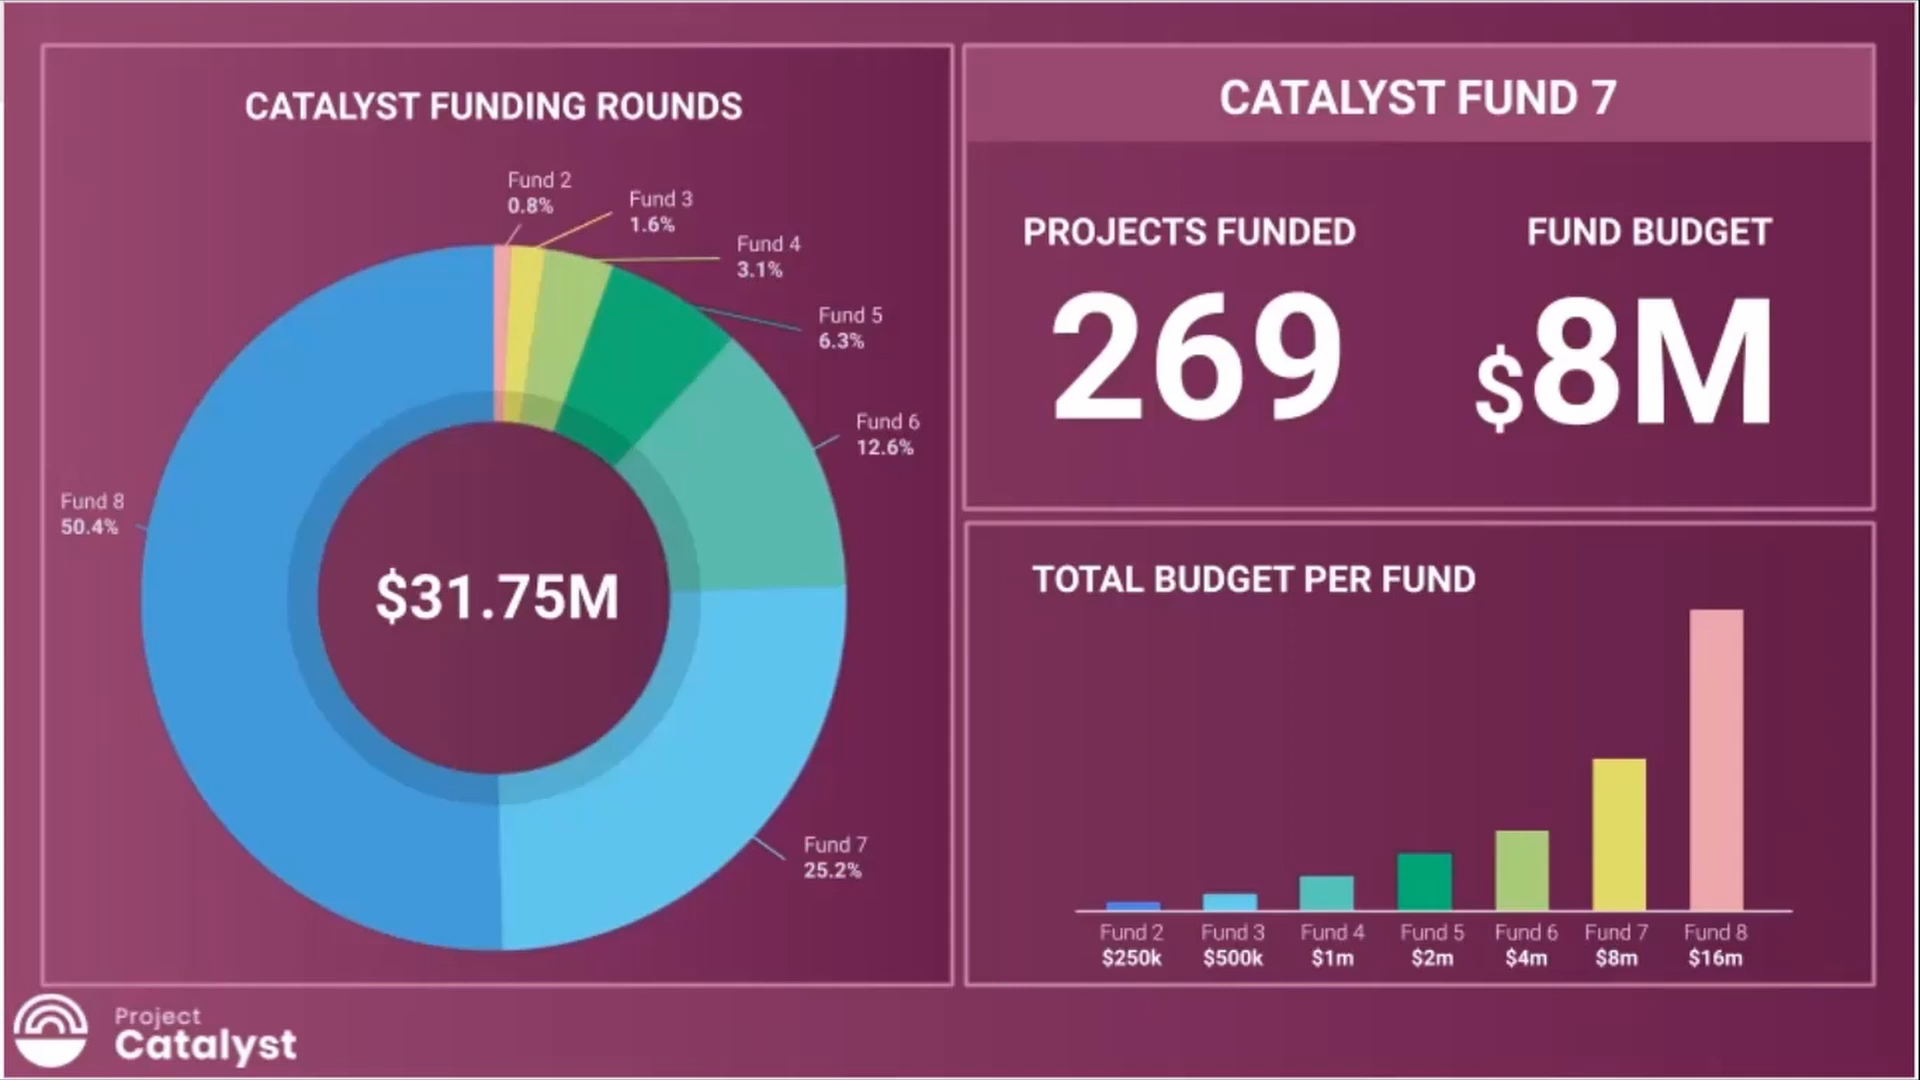 CATALYST FUNDING ROUNDS
Fund 2
0.8%
Fund 3
1.6%
Fund 4
3.1%
Fund 5
6.3%
Fund 6
12.6%
Fund 8
50.4%
$31.75M
Fund 7
25.2%
CATALYST FUND 7
PROJECTS FUNDED
269
FUND BUDGET
$8M
TOTAL BUDGET PER FUND
Fund 2 Fund 3 Fund 4 Fund 5 Fund 6 Fund 7 Fund 8
$250k $500k $1m $2m $4m $8m $16m
Project
Catalyst